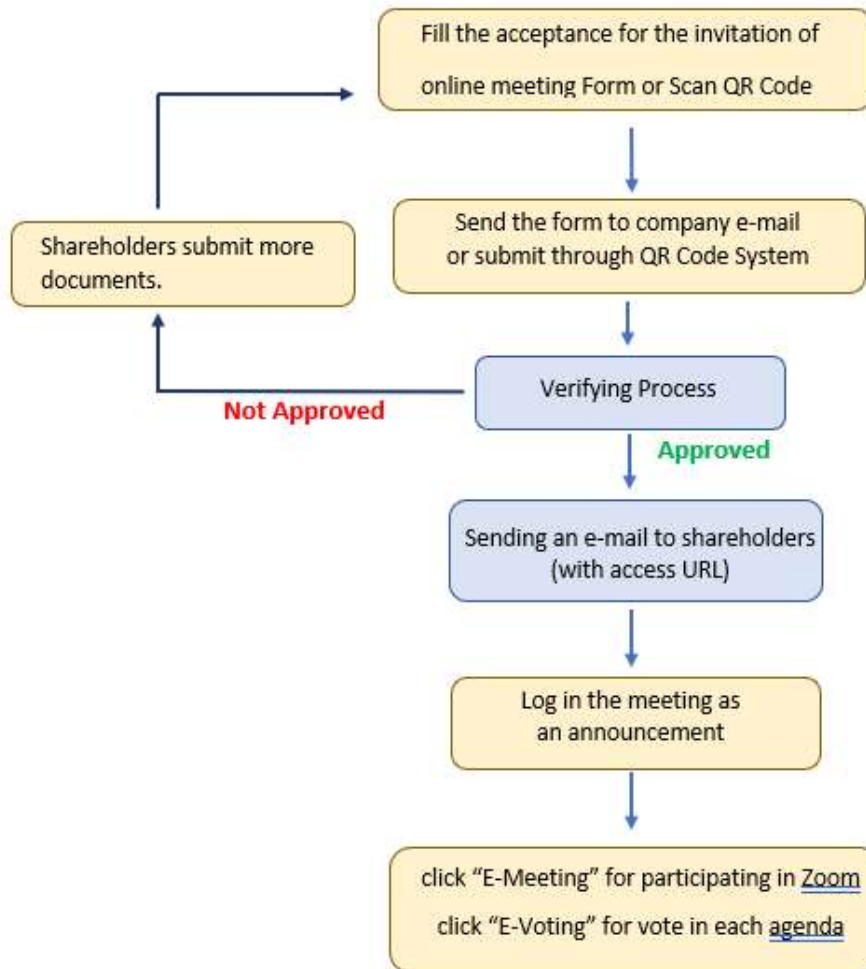 Fill the acceptance for the invitation of
online meeting Form or Scan QR Code
Send the form to company e-mail
or submit through QR Code System
Shareholders submit more
documents.
Verifying Process
Not Approved
Approved
Sending an e-mail to shareholders
(with access URL)
Log in the meeting as
an announcement
click “E-Meeting” for participating in Zoom
click “E-Voting” for vote in each agenda